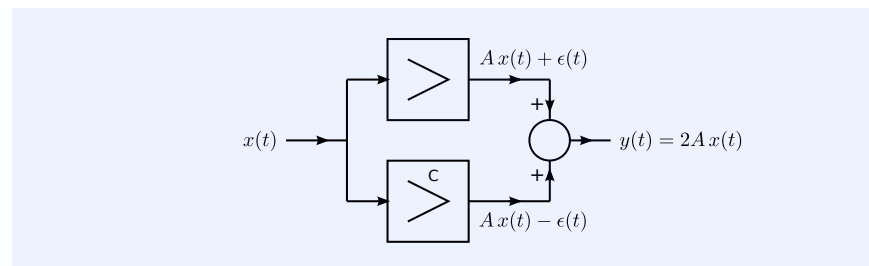 A x(t) + ϵ(t)
+
x(t)
y(t) = 2A x(t)
C
+
A x(t) − ϵ(t)